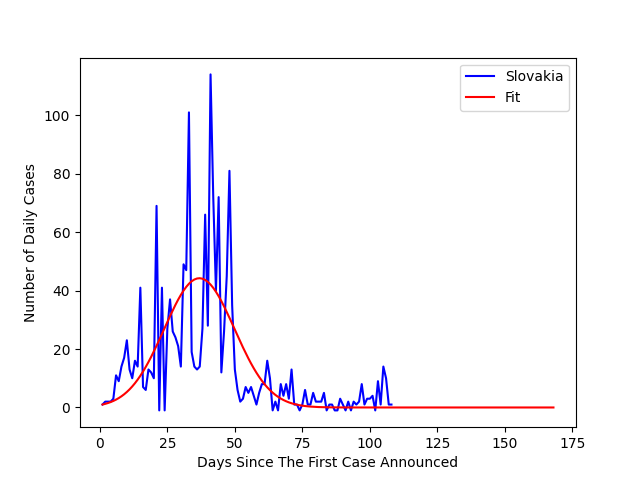 Slovakia
Fit
Number of Daily Cases
100
80
60
40
20
0
0 25 50 75 100 125 150 175
Days Since The First Case Announced